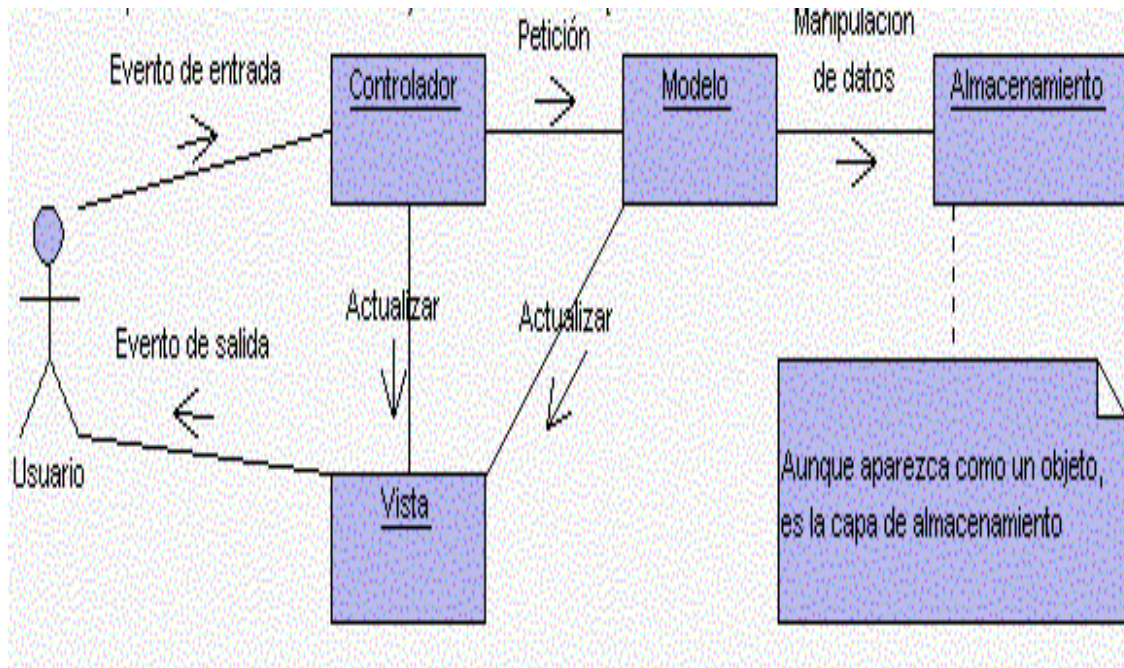 Petición
Manipulacion
Evento de entrada
Controlador
Modelo
de datos
Almacenamiento
Actualizar
Actualizar
Evento de salida
Usuario
Vista
Aunque aparezca como un objeto,
es la capa de almacenamiento